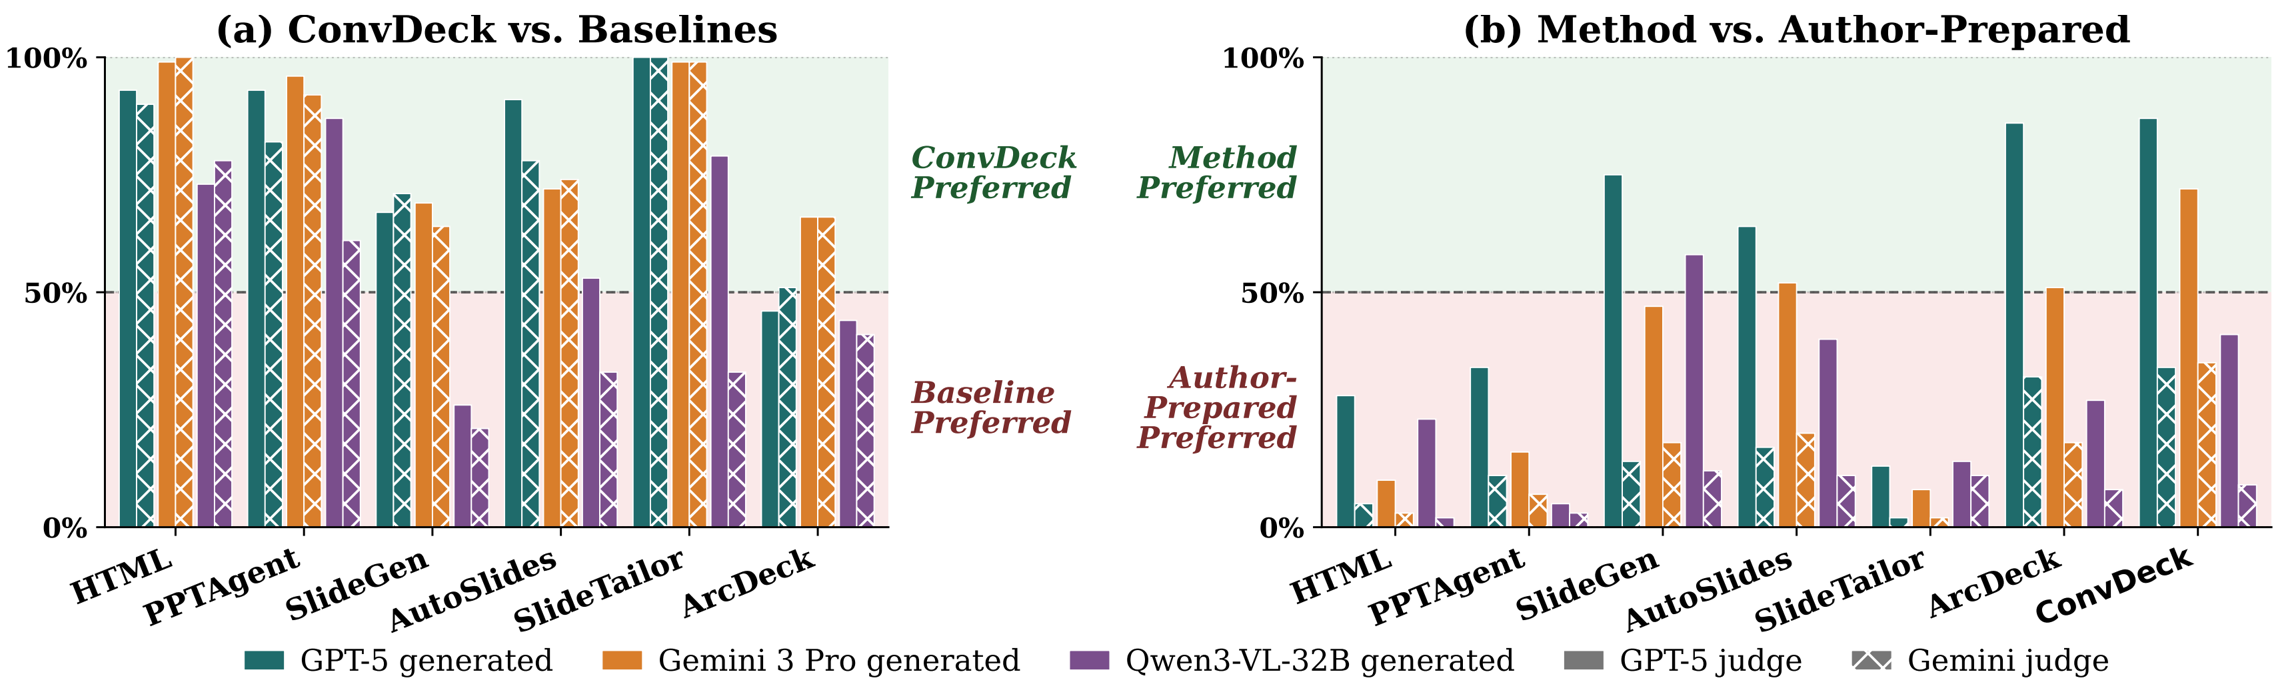 (a) ConvDeck vs. Baselines
100%
50%
0%
ConvDeck
Preferred
Baseline
Preferred
HTML
PPTAgent
SlideGen
AutoSlides
SlideTailor
ArcDeck
(b) Method vs. Author-Prepared
100%
50%
0%
Method
Preferred
Author-
Prepared
Preferred
HTML
PPTAgent
SlideGen
AutoSlides
SlideTailor
ArcDeck
ConvDeck
GPT-5 generated
Gemini 3 Pro generated
Qwen3-VL-32B generated
GPT-5 judge
Gemini judge